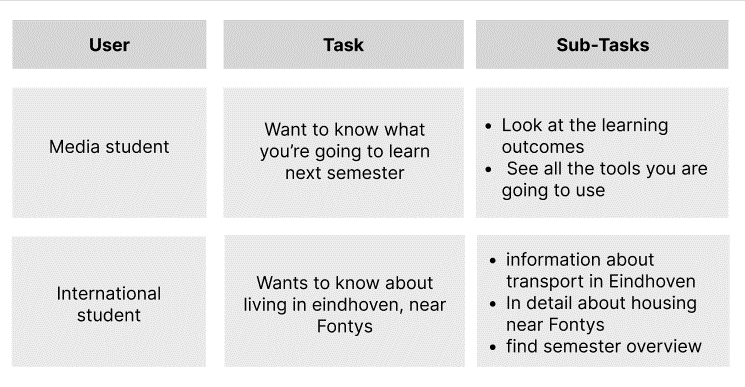 User
Task
Sub-Tasks
Media student
Want to know what
you're going to learn
next semester
• Look at the learning
outcomes
• See all the tools you are
going to use
International
student
Wants to know about
living in eindhoven, near
Fontys
• information about
transport in Eindhoven
• In detail about housing
near Fontys
• find semester overview